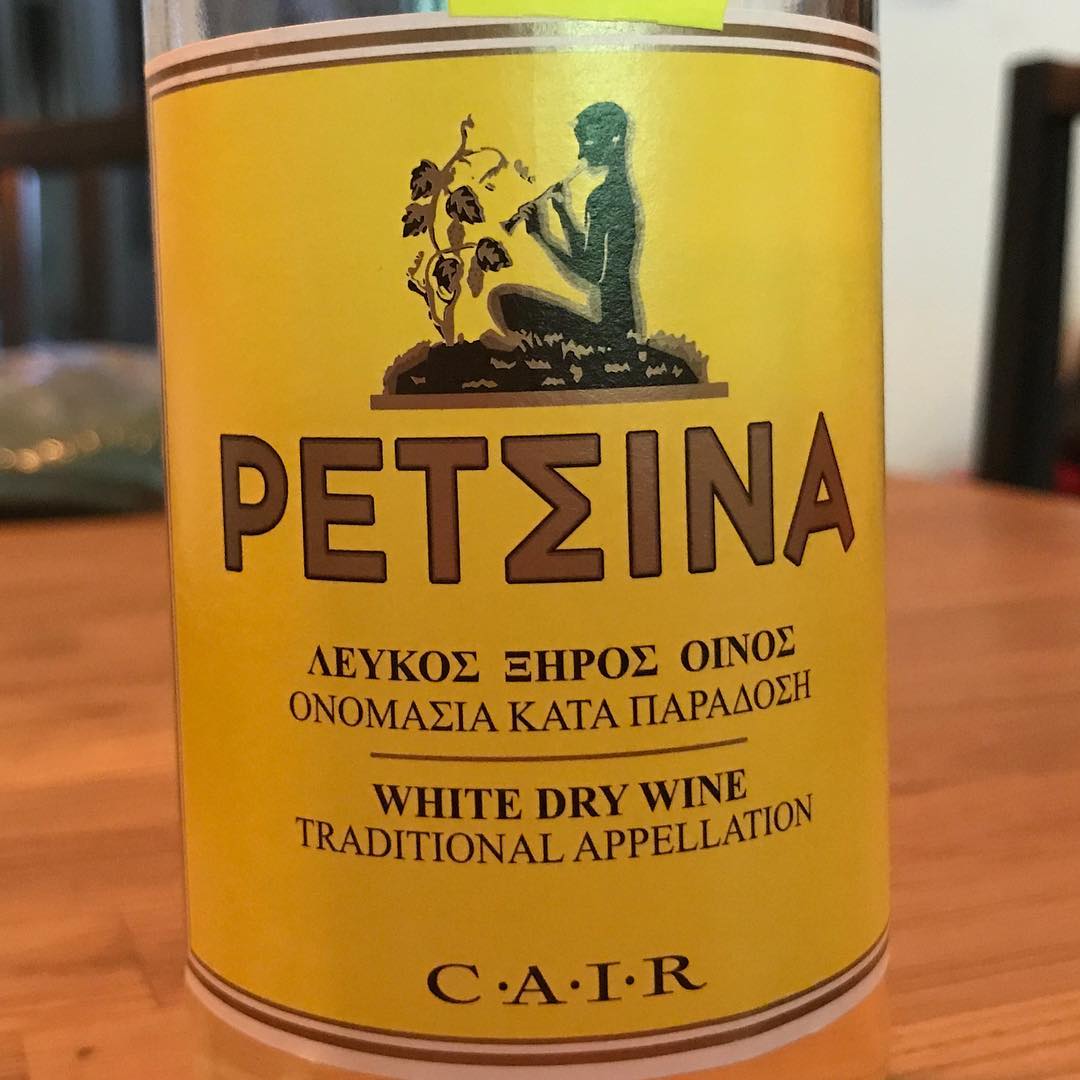 ΡΕΤΣΙΝΑ
ΛΕΥΚΟΣ ΞΗΡΟΣ ΟΙΝΟΣ
ΟΝΟΜΑΣΙΑ ΚΑΤΑ ΠΑΡΑΔΟΣΗ
WHITE DRY WINE
TRADITIONAL APPELLATION
C·A·I·R